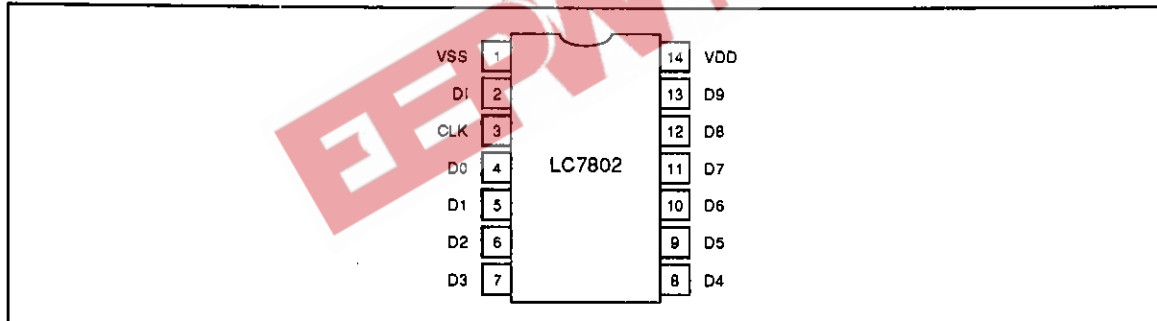 VSS 1 14 VDD
DI 2 13 D9
CLK 3 12 D8
D0 4 LC7802 11 D7
D1 5 10 D6
D2 6 9 D5
D3 7 8 D4